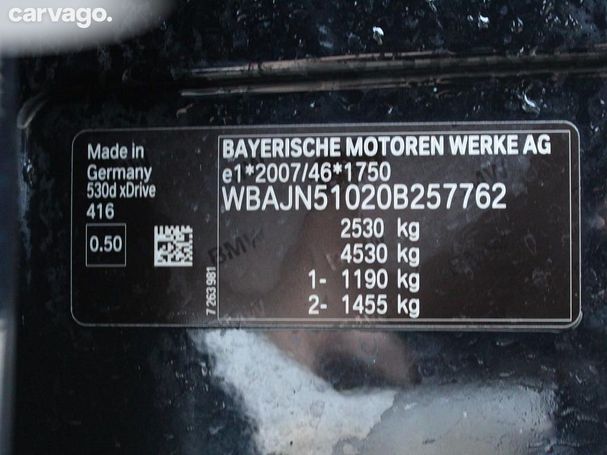 carvago.
Made in
Germany
530d xDrive
416
0.50
7 263 981
BAYERISCHE MOTOREN WERKE AG
e1*2007/46*1750
WBAJN51020B257762
2530 kg
4530 kg
1- 1190 kg
2- 1455 kg
BMW